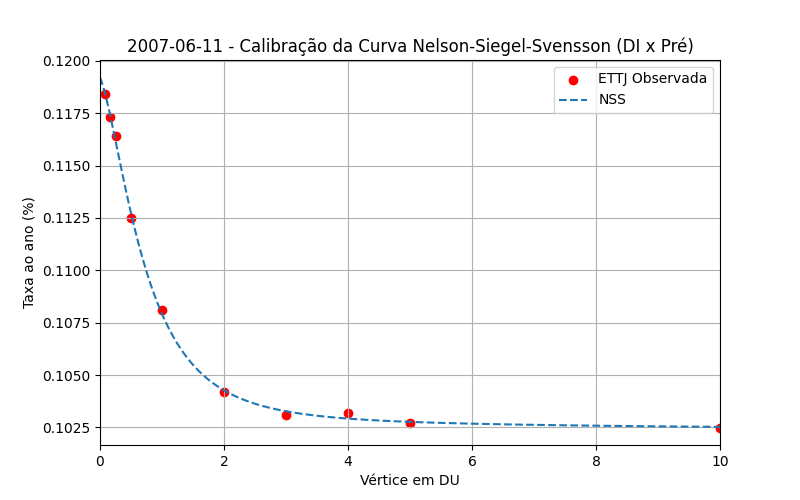 2007-06-11 - Calibração da Curva Nelson-Siegel-Svensson (DI x Pré)
ETTJ Observada
NSS
Taxa ao ano (%)
0.1200
0.1175
0.1150
0.1125
0.1100
0.1075
0.1050
0.1025
0 2 4 6 8 10
Vértice em DU